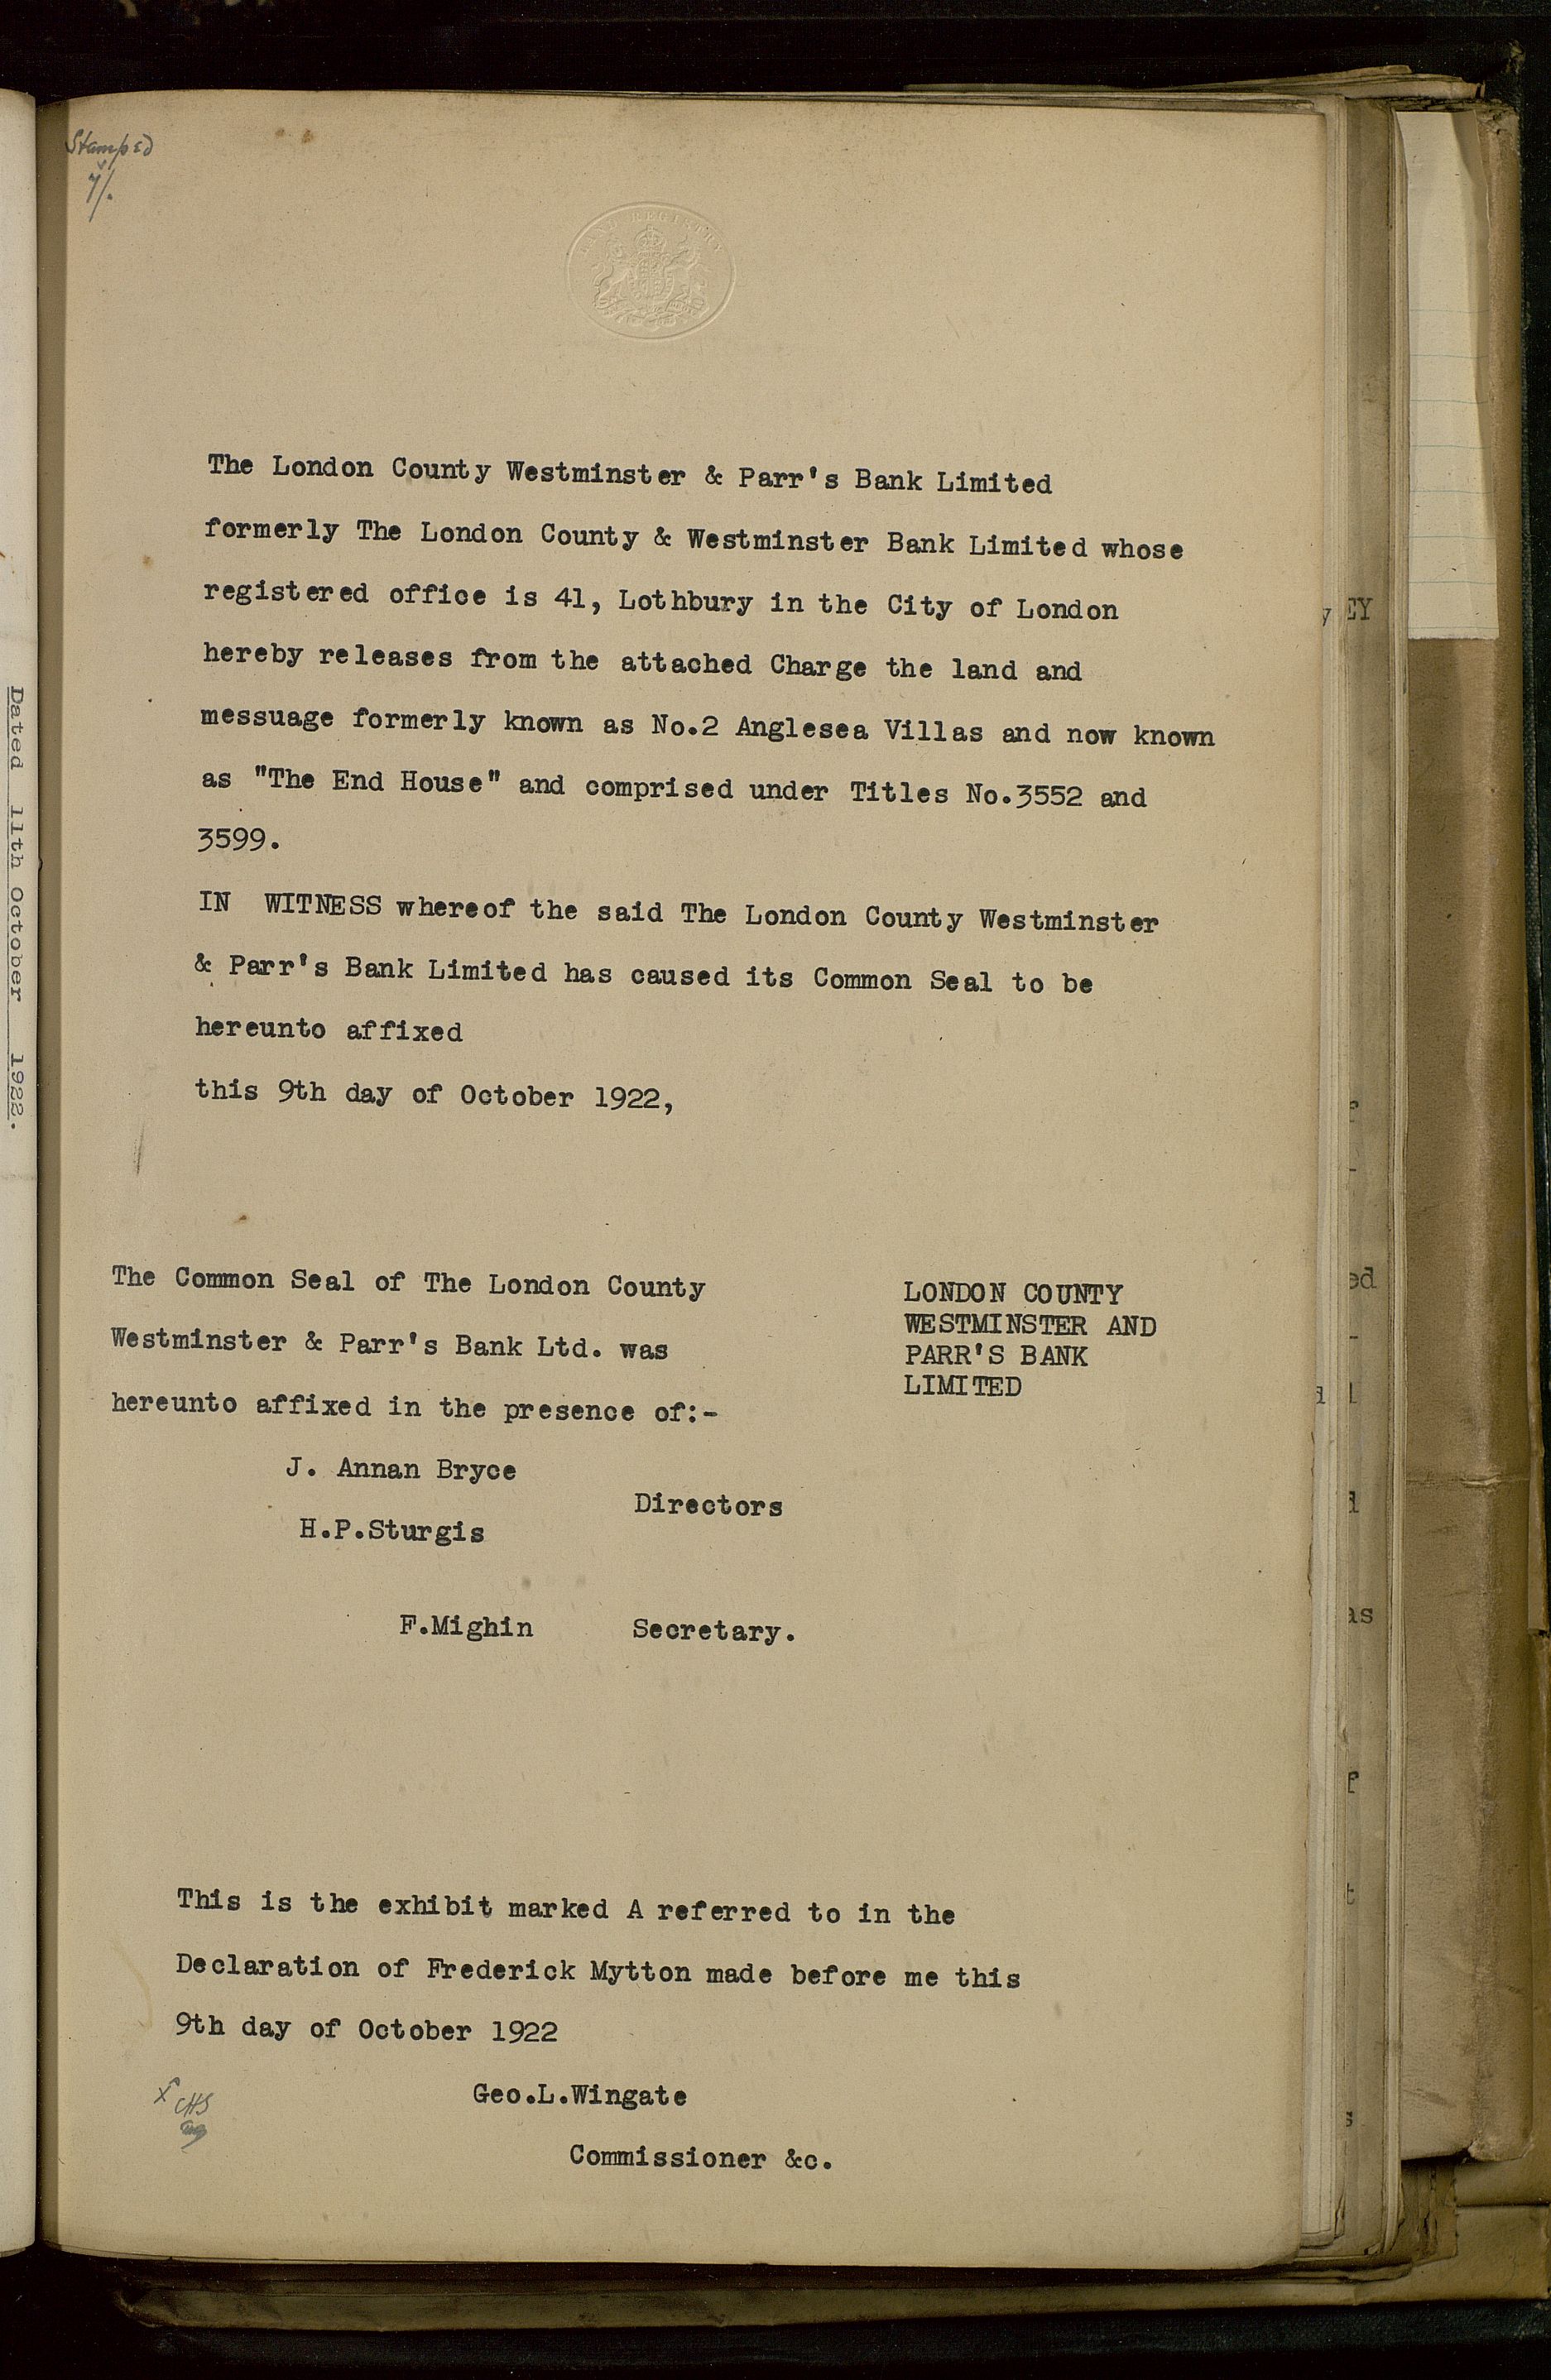 Stamped
7/.
LAND REGISTRY
The London County Westminster & Parr's Bank Limited
formerly The London County & Westminster Bank Limited whose
registered office is 41, Lothbury in the City of London
hereby releases from the attached Charge the land and
messuage formerly known as No.2 Anglesea Villas and now known
as "The End House" and comprised under Titles No.3552 and
3599.
IN WITNESS whereof the said The London County Westminster
& Parr's Bank Limited has caused its Common Seal to be
hereunto affixed
this 9th day of October 1922,
The Common Seal of The London County
Westminster & Parr's Bank Ltd. was
hereunto affixed in the presence of:-
LONDON COUNTY
WESTMINSTER AND
PARR'S BANK
LIMITED
J. Annan Bryce
Directors
H.P.Sturgis
F.Mighin Secretary.
This is the exhibit marked A referred to in the
Declaration of Frederick Mytton made before me this
9th day of October 1922
Geo.L.Wingate
Commissioner &c.
CHS
Dated 11th October 1922.
EY
ed
as